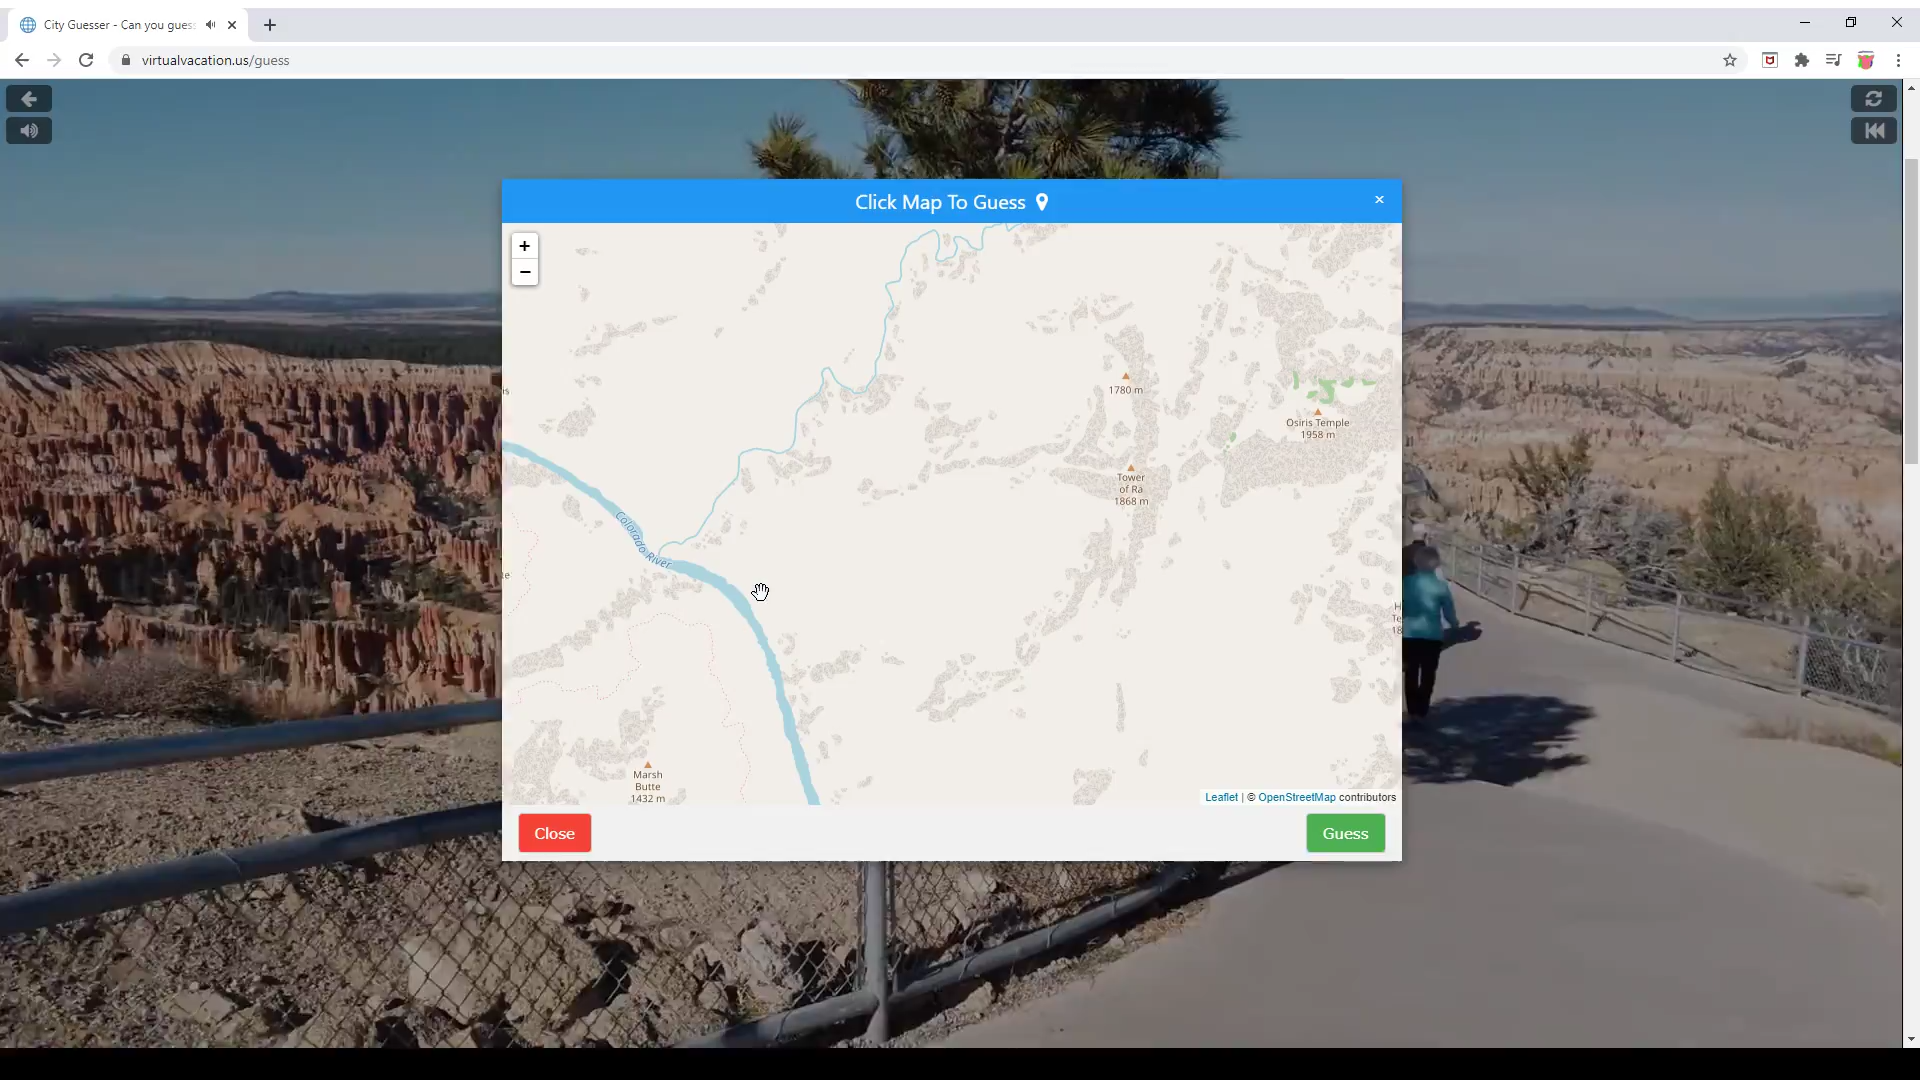 City Guesser - Can you gues
virtualvacation.us/guess
Click Map To Guess
×
+
−
1780 m
Osiris Temple
1958 m
Tower
of Ra
1868 m
Colorado River
Marsh
Butte
1432 m
Leaflet | © OpenStreetMap contributors
Close
Guess